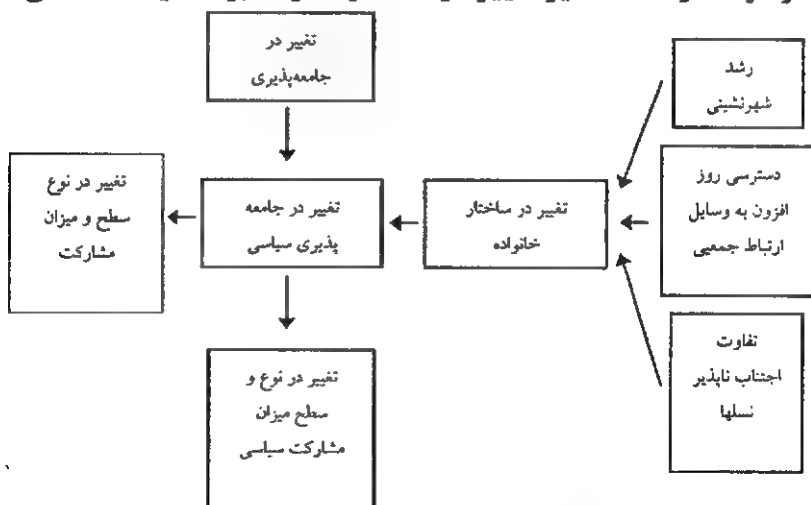 تغییر در
جامعه‌پذیری
رشد
شهرنشینی
دسترسی روز
افزون به وسایل
ارتباط جمعیی
تفاوت
اجتناب ناپذیر
نسلها
تغییر در ساختار
خانواده
تغییر در جامعه
پذیری سیاسی
تغییر در نوع
سطح و میزان
مشارکت
تغییر در نوع و
سطح میزان
مشارکت سیاسی